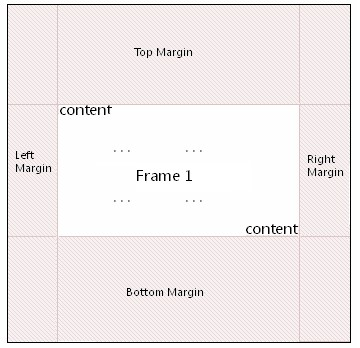 Top Margin
content
... ...
Left
Margin
Frame 1
Right
Margin
... ...
content
Bottom Margin